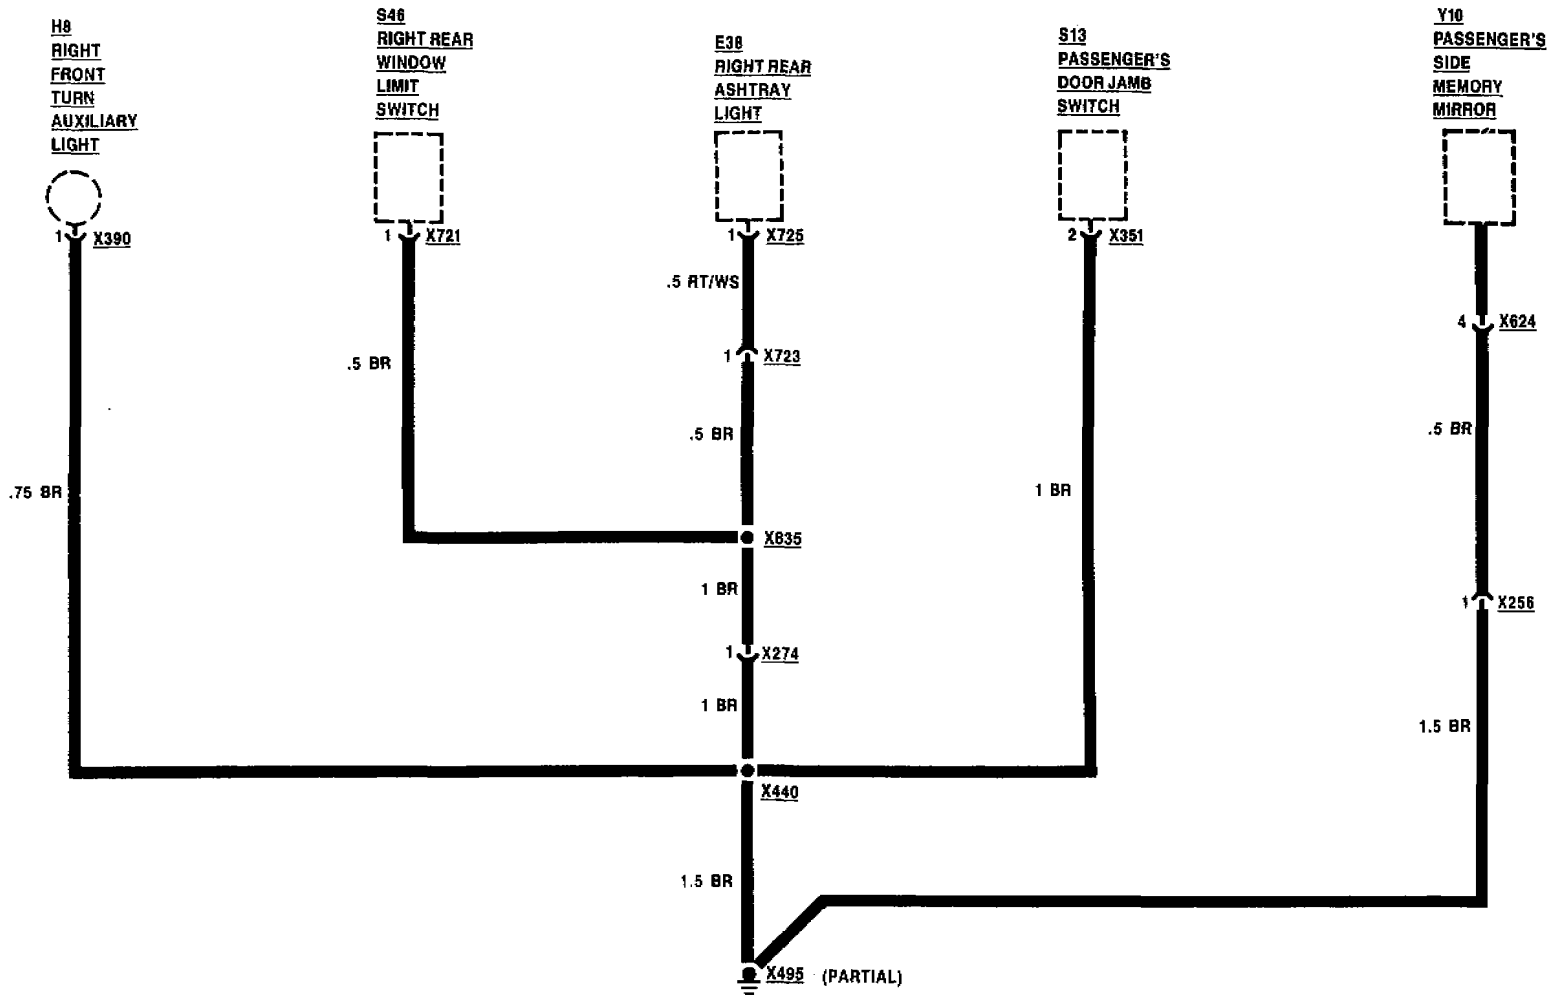 H8
RIGHT
FRONT
TURN
AUXILIARY
LIGHT
S46
RIGHT REAR
WINDOW
LIMIT
SWITCH
E38
RIGHT REAR
ASHTRAY
LIGHT
S13
PASSENGER'S
DOOR JAMB
SWITCH
Y10
PASSENGER'S
SIDE
MEMORY
MIRROR
1 X390
1 X721
1 X725
2 X351
.5 RT/WS
4 X624
1 X723
.5 BR
.5 BR
.5 BR
.75 BR
1 BR
X835
1 BR
1 X256
1 X274
1 BR
1.5 BR
X440
1.5 BR
X495 (PARTIAL)